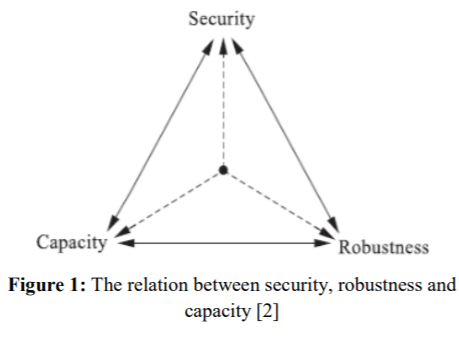 Security
Capacity
Robustness
Figure 1: The relation between security, robustness and
capacity [2]